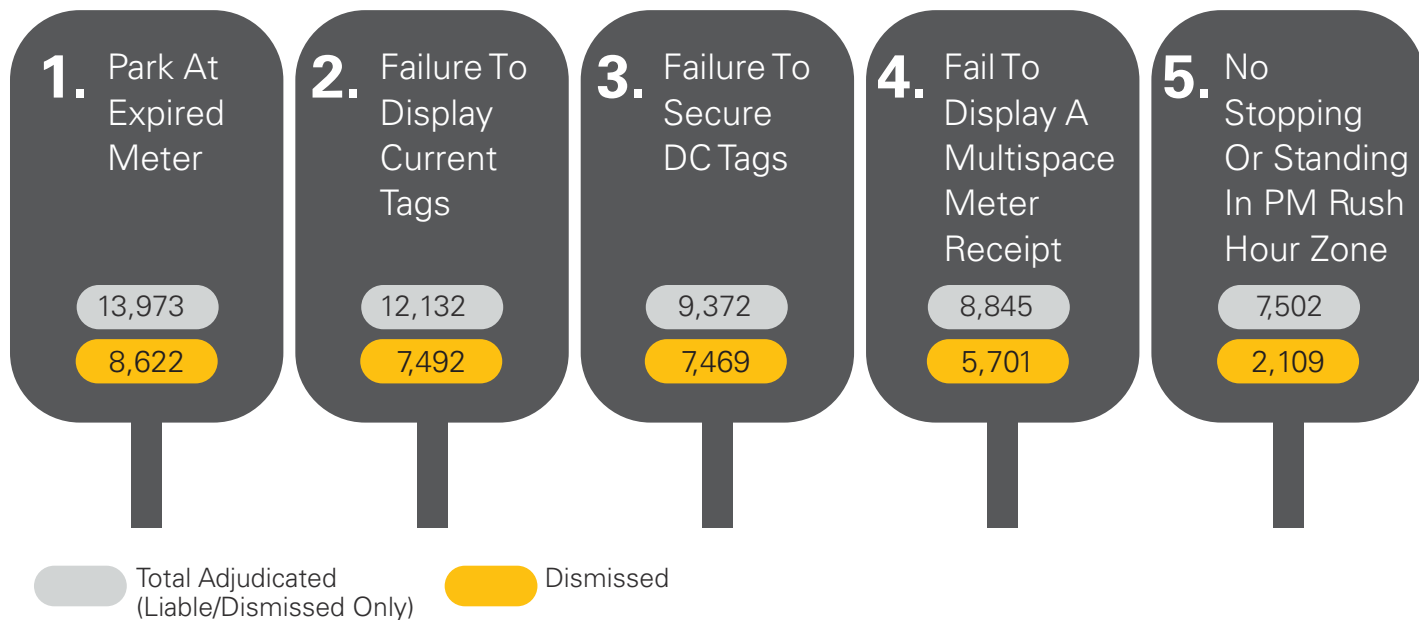 1. Park At
Expired
Meter
13,973
8,622
2. Failure To
Display
Current
Tags
12,132
7,492
3. Failure To
Secure
DC Tags
9,372
7,469
4. Fail To
Display A
Multispace
Meter
Receipt
8,845
5,701
5. No
Stopping
Or Standing
In PM Rush
Hour Zone
7,502
2,109
Total Adjudicated
(Liable/Dismissed Only)
Dismissed